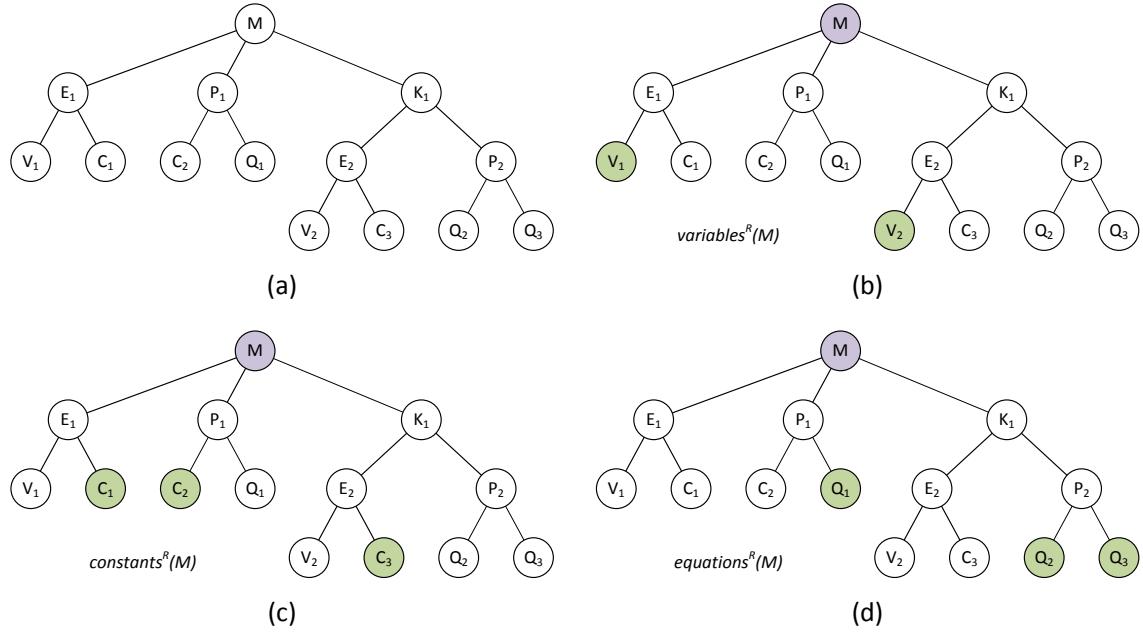 M
E₁ P₁ K₁
V₁ C₁ C₂ Q₁ E₂ P₂
V₂ C₃ Q₂ Q₃
(a)
M
E₁ P₁ K₁
V₁ C₁ C₂ Q₁ E₂ P₂
variablesᴿ(M) V₂ C₃ Q₂ Q₃
(b)
M
E₁ P₁ K₁
V₁ C₁ C₂ Q₁ E₂ P₂
constantsᴿ(M) V₂ C₃ Q₂ Q₃
(c)
M
E₁ P₁ K₁
V₁ C₁ C₂ Q₁ E₂ P₂
equationsᴿ(M) V₂ C₃ Q₂ Q₃
(d)